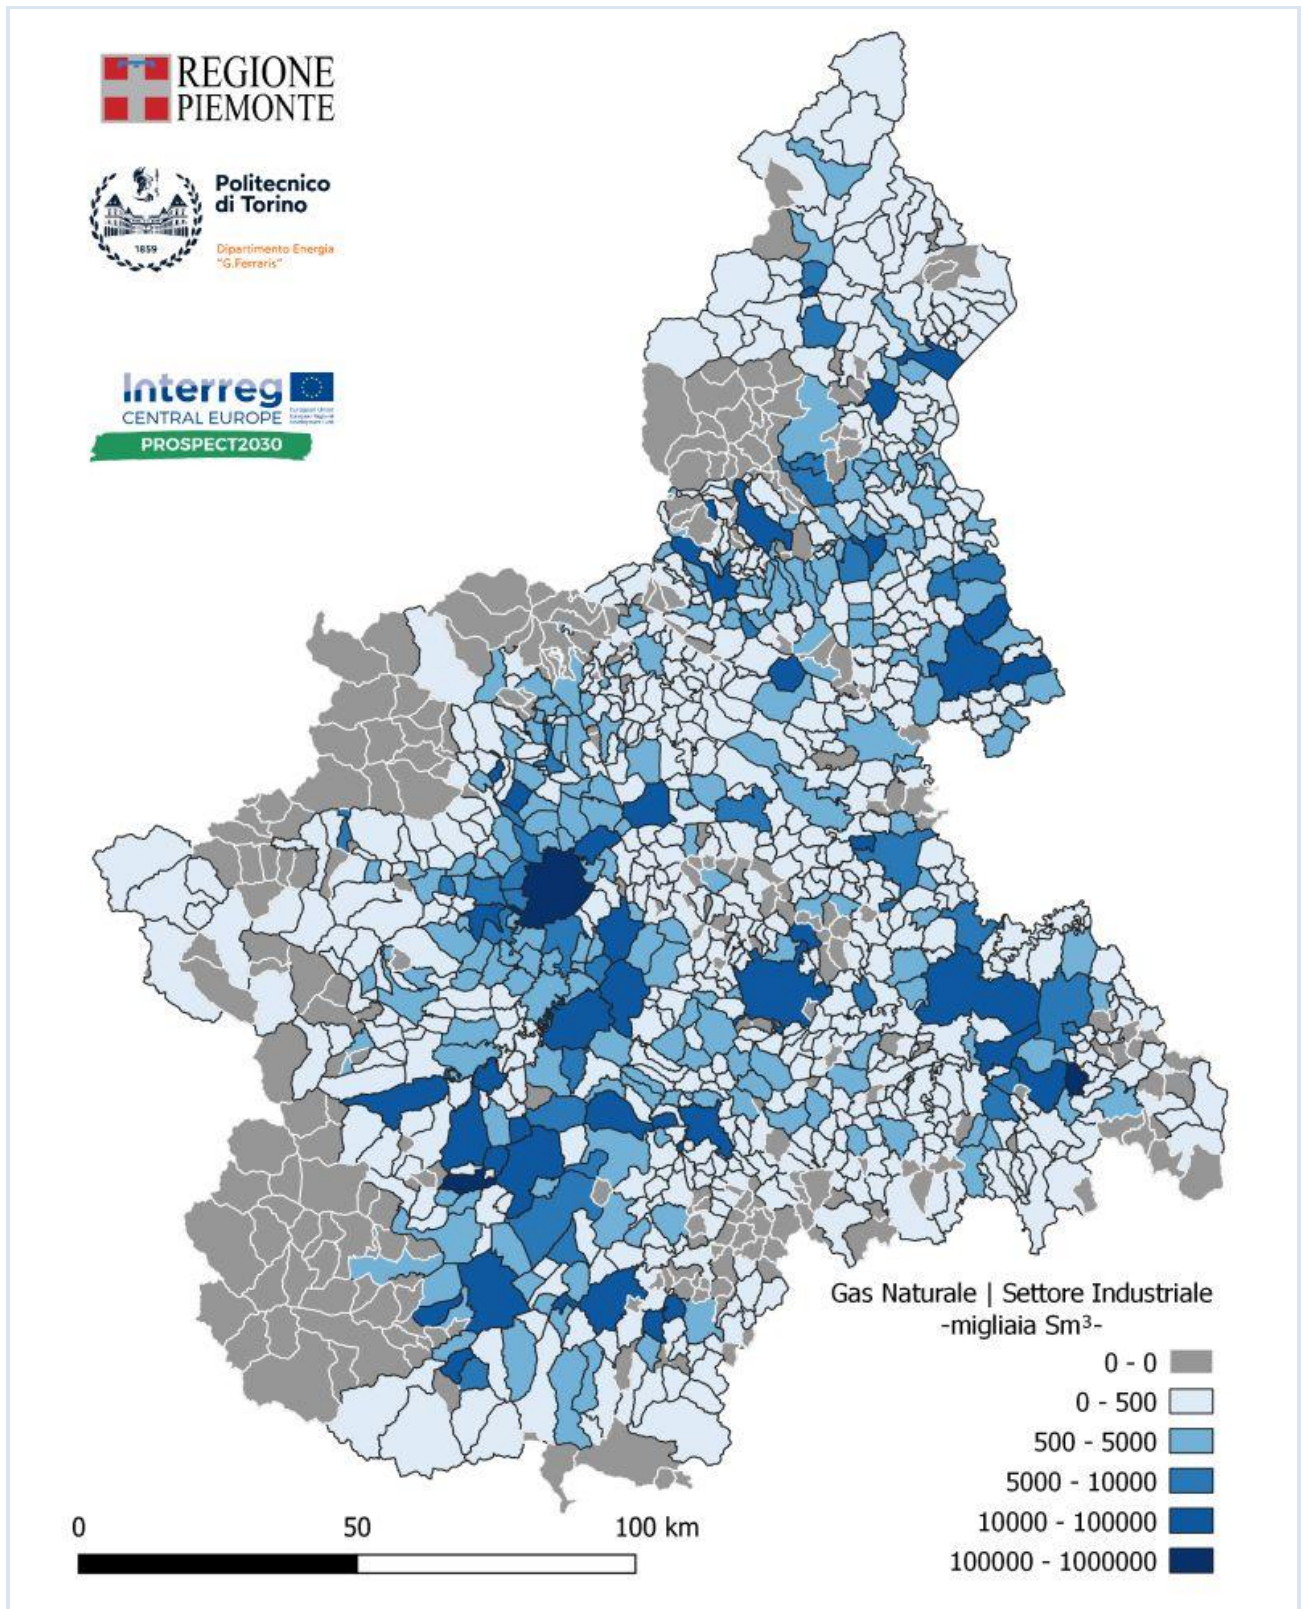 REGIONE
PIEMONTE
Politecnico
di Torino
1859
Dipartimento Energia
"G.Ferraris"
Interreg
CENTRAL EUROPE
PROSPECT2030
Gas Naturale | Settore Industriale
-migliaia Sm³-
0 - 0
0 - 500
500 - 5000
5000 - 10000
10000 - 100000
100000 - 1000000
0 50 100 km